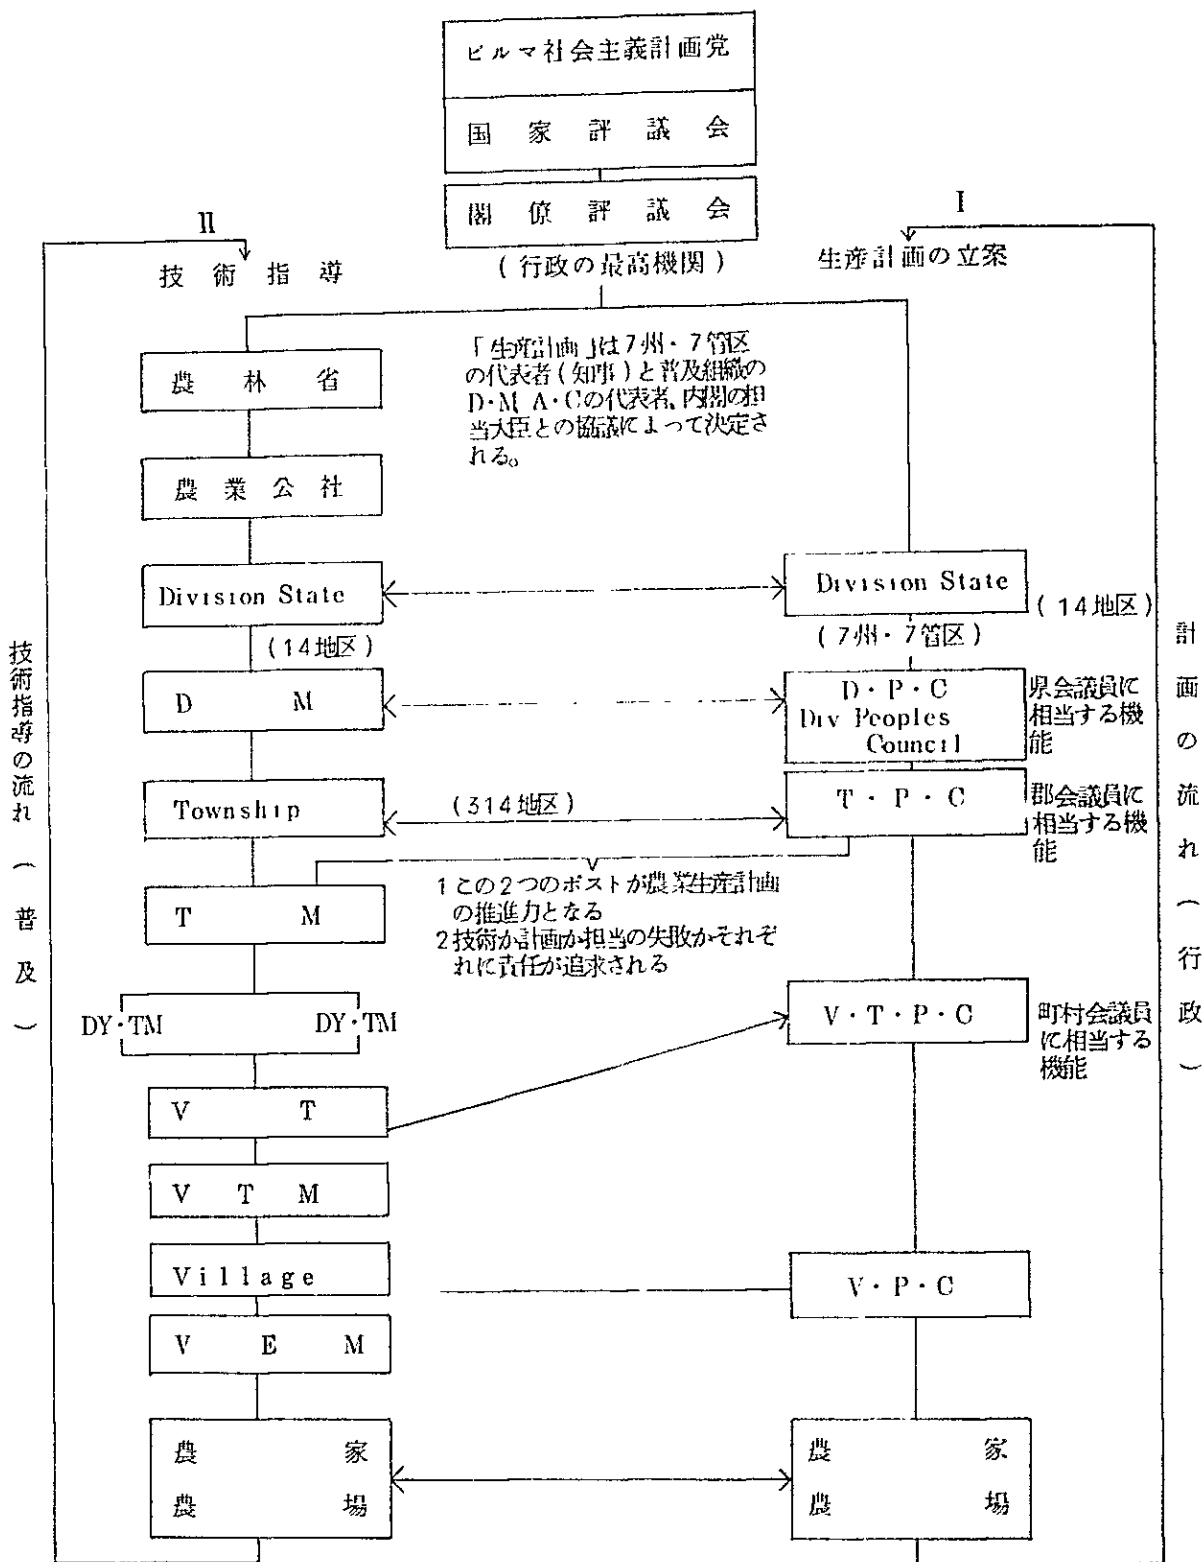 ビルマ社会主義計画党
国家評議会
閣僚評議会
(行政の最高機関)
II
技術指導
I
生産計画の立案
「生産計画」は7州・7管区
の代表者(知事)と普及組織の
D・M A・Cの代表者、内閣の担
当大臣との協議によって決定さ
れる。
農林省
農業公社
Division State
(14地区)
Division State
(14地区)
(7州・7管区)
D M
D・P・C
Div Peoples
Council
県会議員に
相当する機
能
Township
(314地区)
T・P・C
郡会議員に
相当する機
能
T M
1この2つのポストが農業生産計画
の推進力となる
2技術か計画か担当の失敗かそれぞ
れに責任が追求される
DY・TM
DY・TM
V・T・P・C
町村会議員
に相当する
機能
V T
V T M
Village
V・P・C
V E M
農家
農場
農家
農場
技術指導の流れ(普及)
計画の流れ(行政)